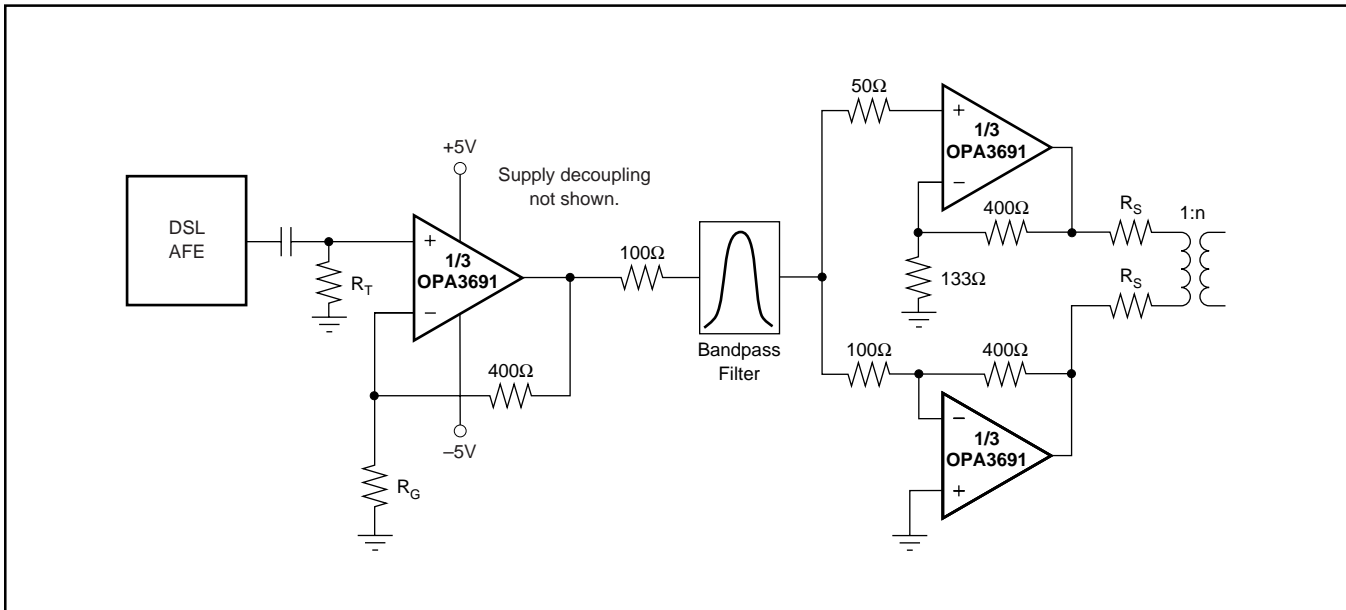 DSL
AFE
R_T
+5V
Supply decoupling
not shown.
+
1/3
OPA3691
−
400Ω
–5V
R_G
100Ω
Bandpass
Filter
50Ω
+
1/3
OPA3691
−
400Ω
133Ω
R_S
1:n
R_S
100Ω
400Ω
−
1/3
OPA3691
+